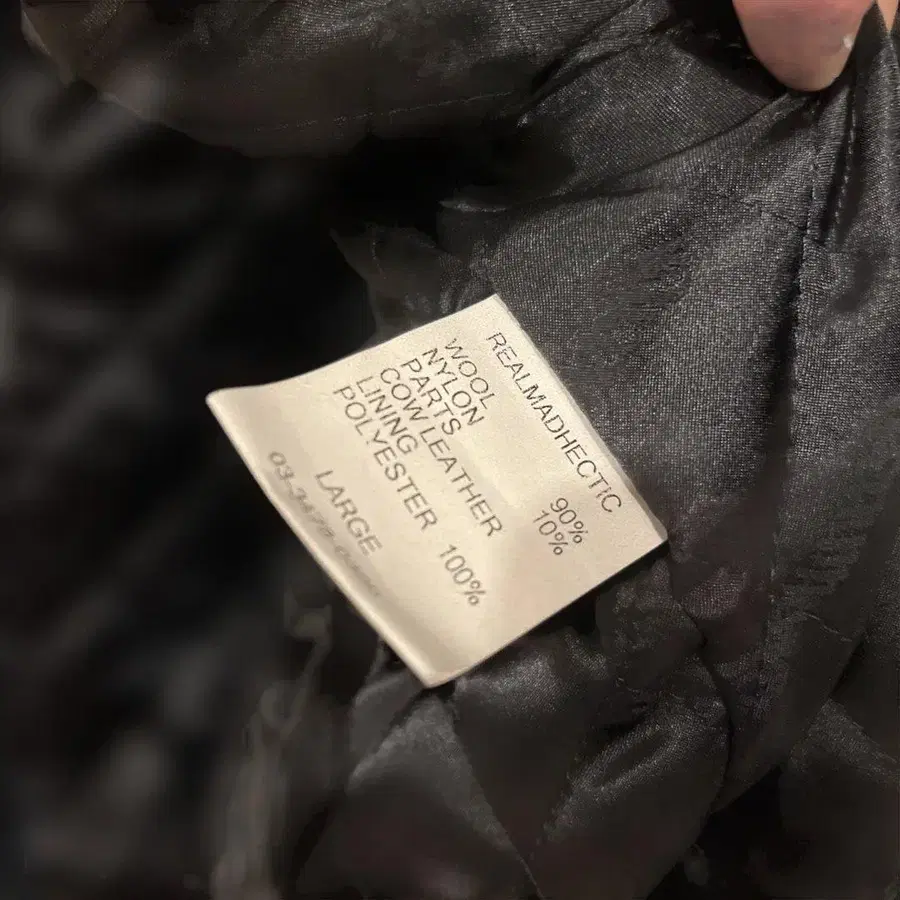 REALMADHECTIC
WOOL 90%
NYLON 10%
PARTS
COW LEATHER
LINING
POLYESTER 100%
LARGE